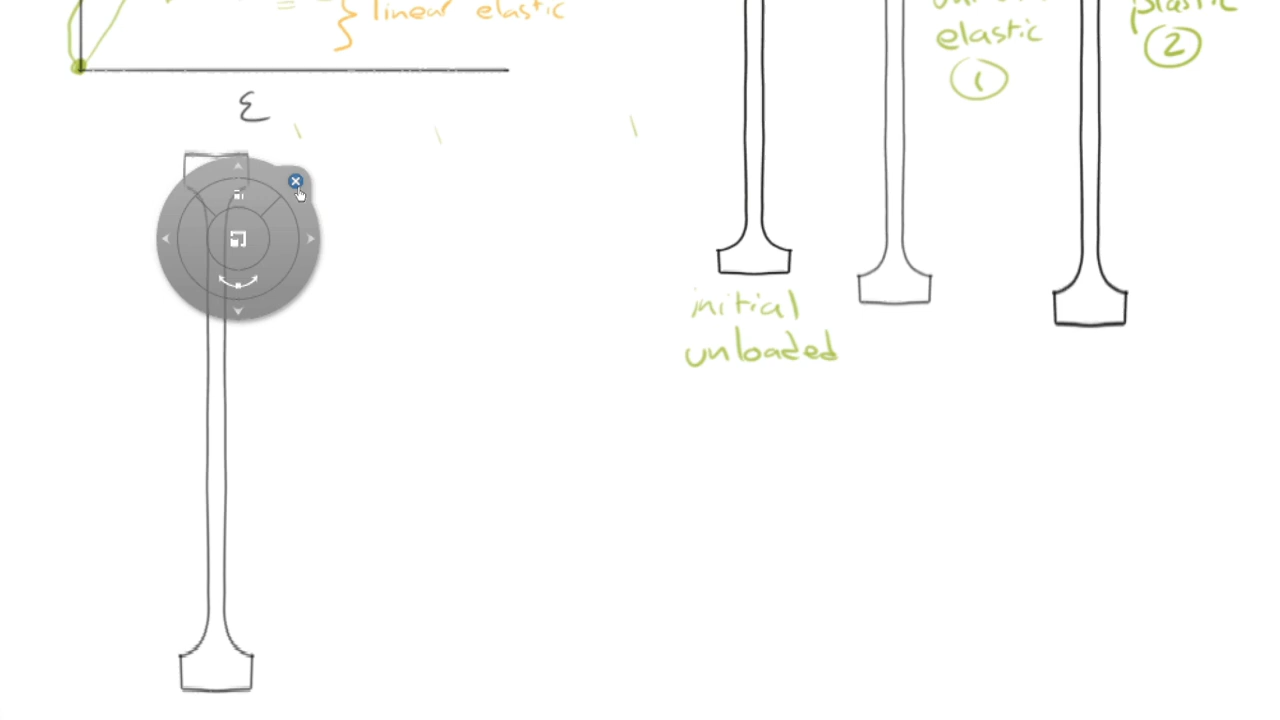 linear elastic
ε
elastic
①
plastic
②
initial
unloaded